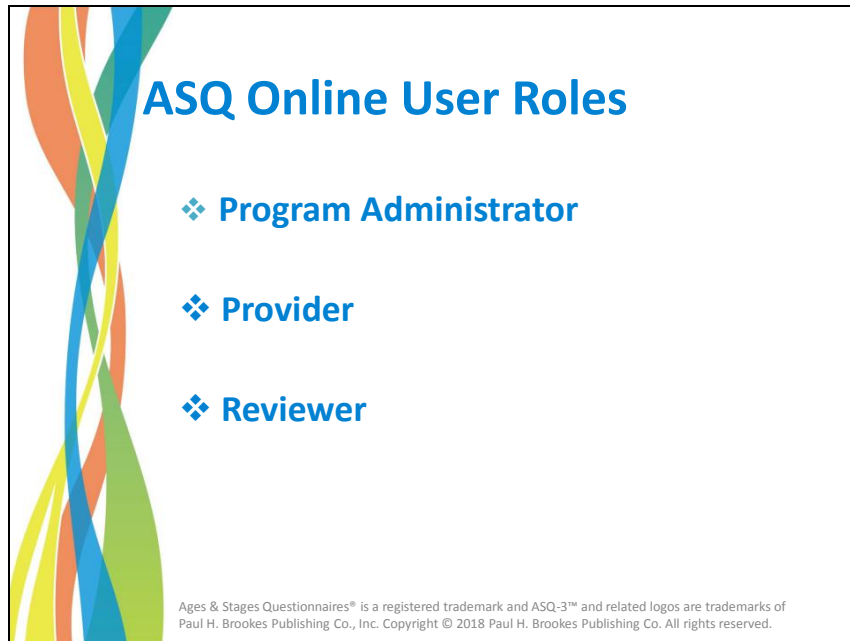 ASQ Online User Roles
❖ Program Administrator
❖ Provider
❖ Reviewer
Ages & Stages Questionnaires® is a registered trademark and ASQ-3™ and related logos are trademarks of
Paul H. Brookes Publishing Co., Inc. Copyright © 2018 Paul H. Brookes Publishing Co. All rights reserved.